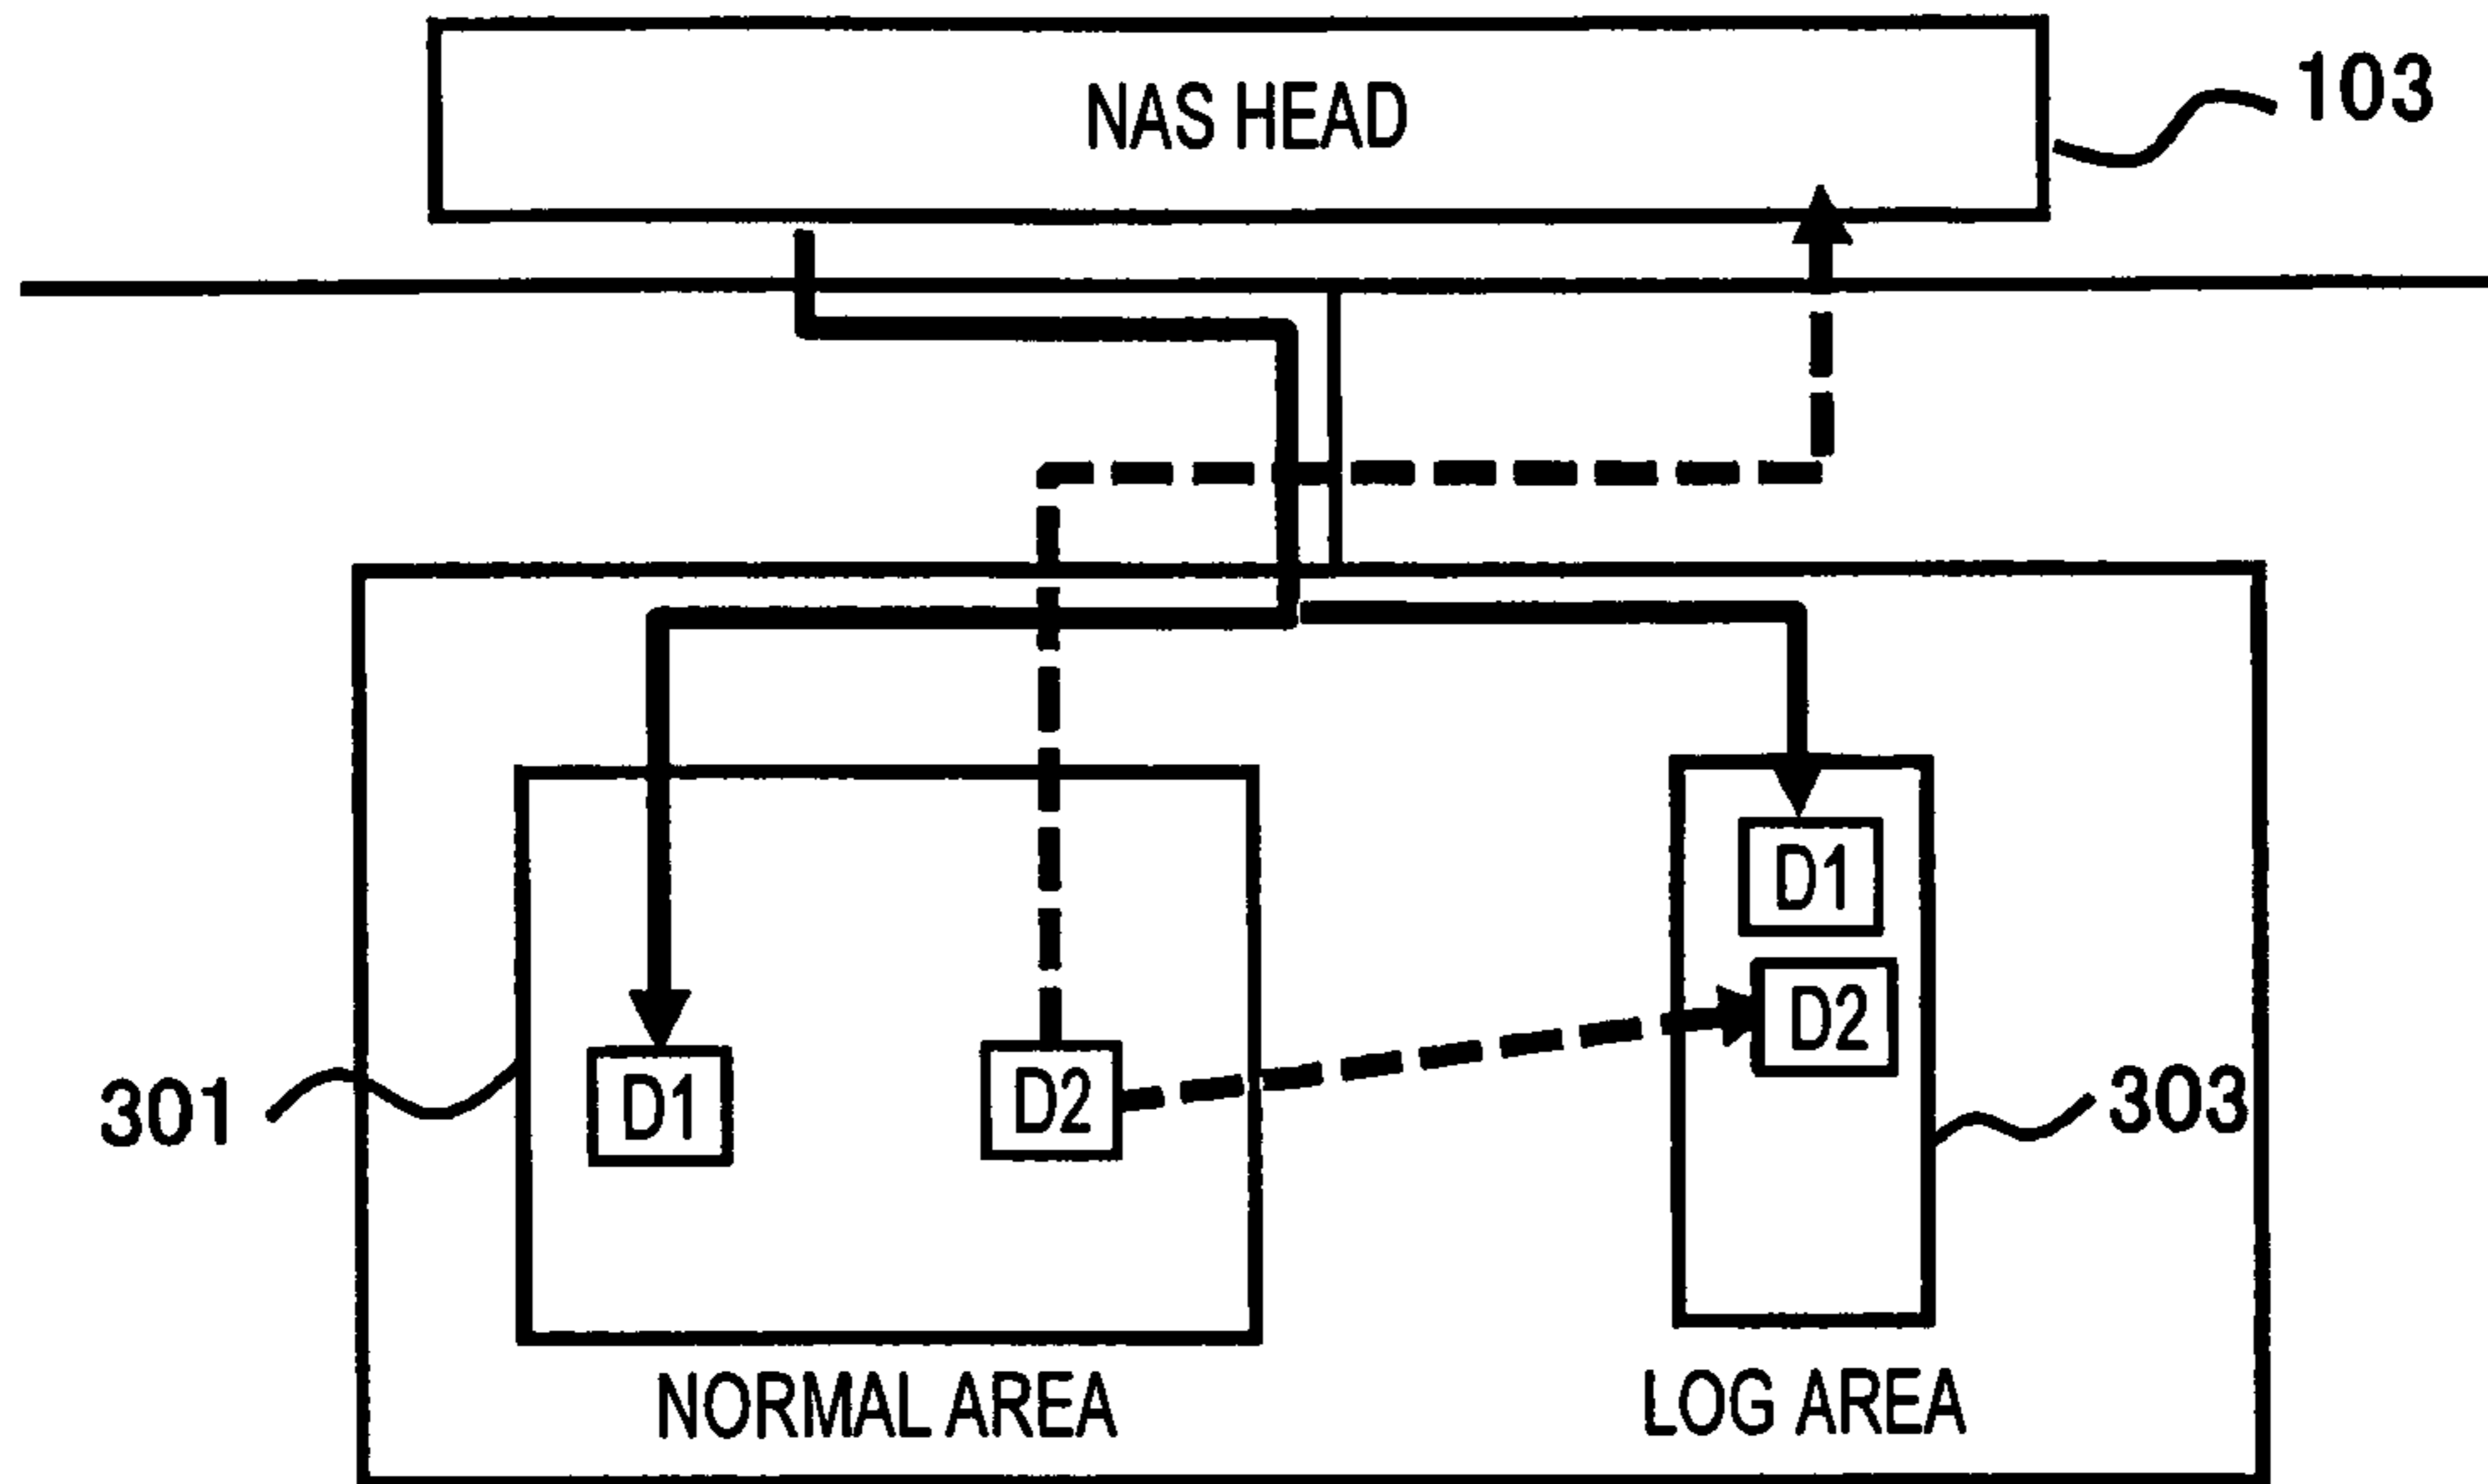 NAS HEAD
103
D1
D2
301
D1
D2
303
NORMAL AREA
LOG AREA